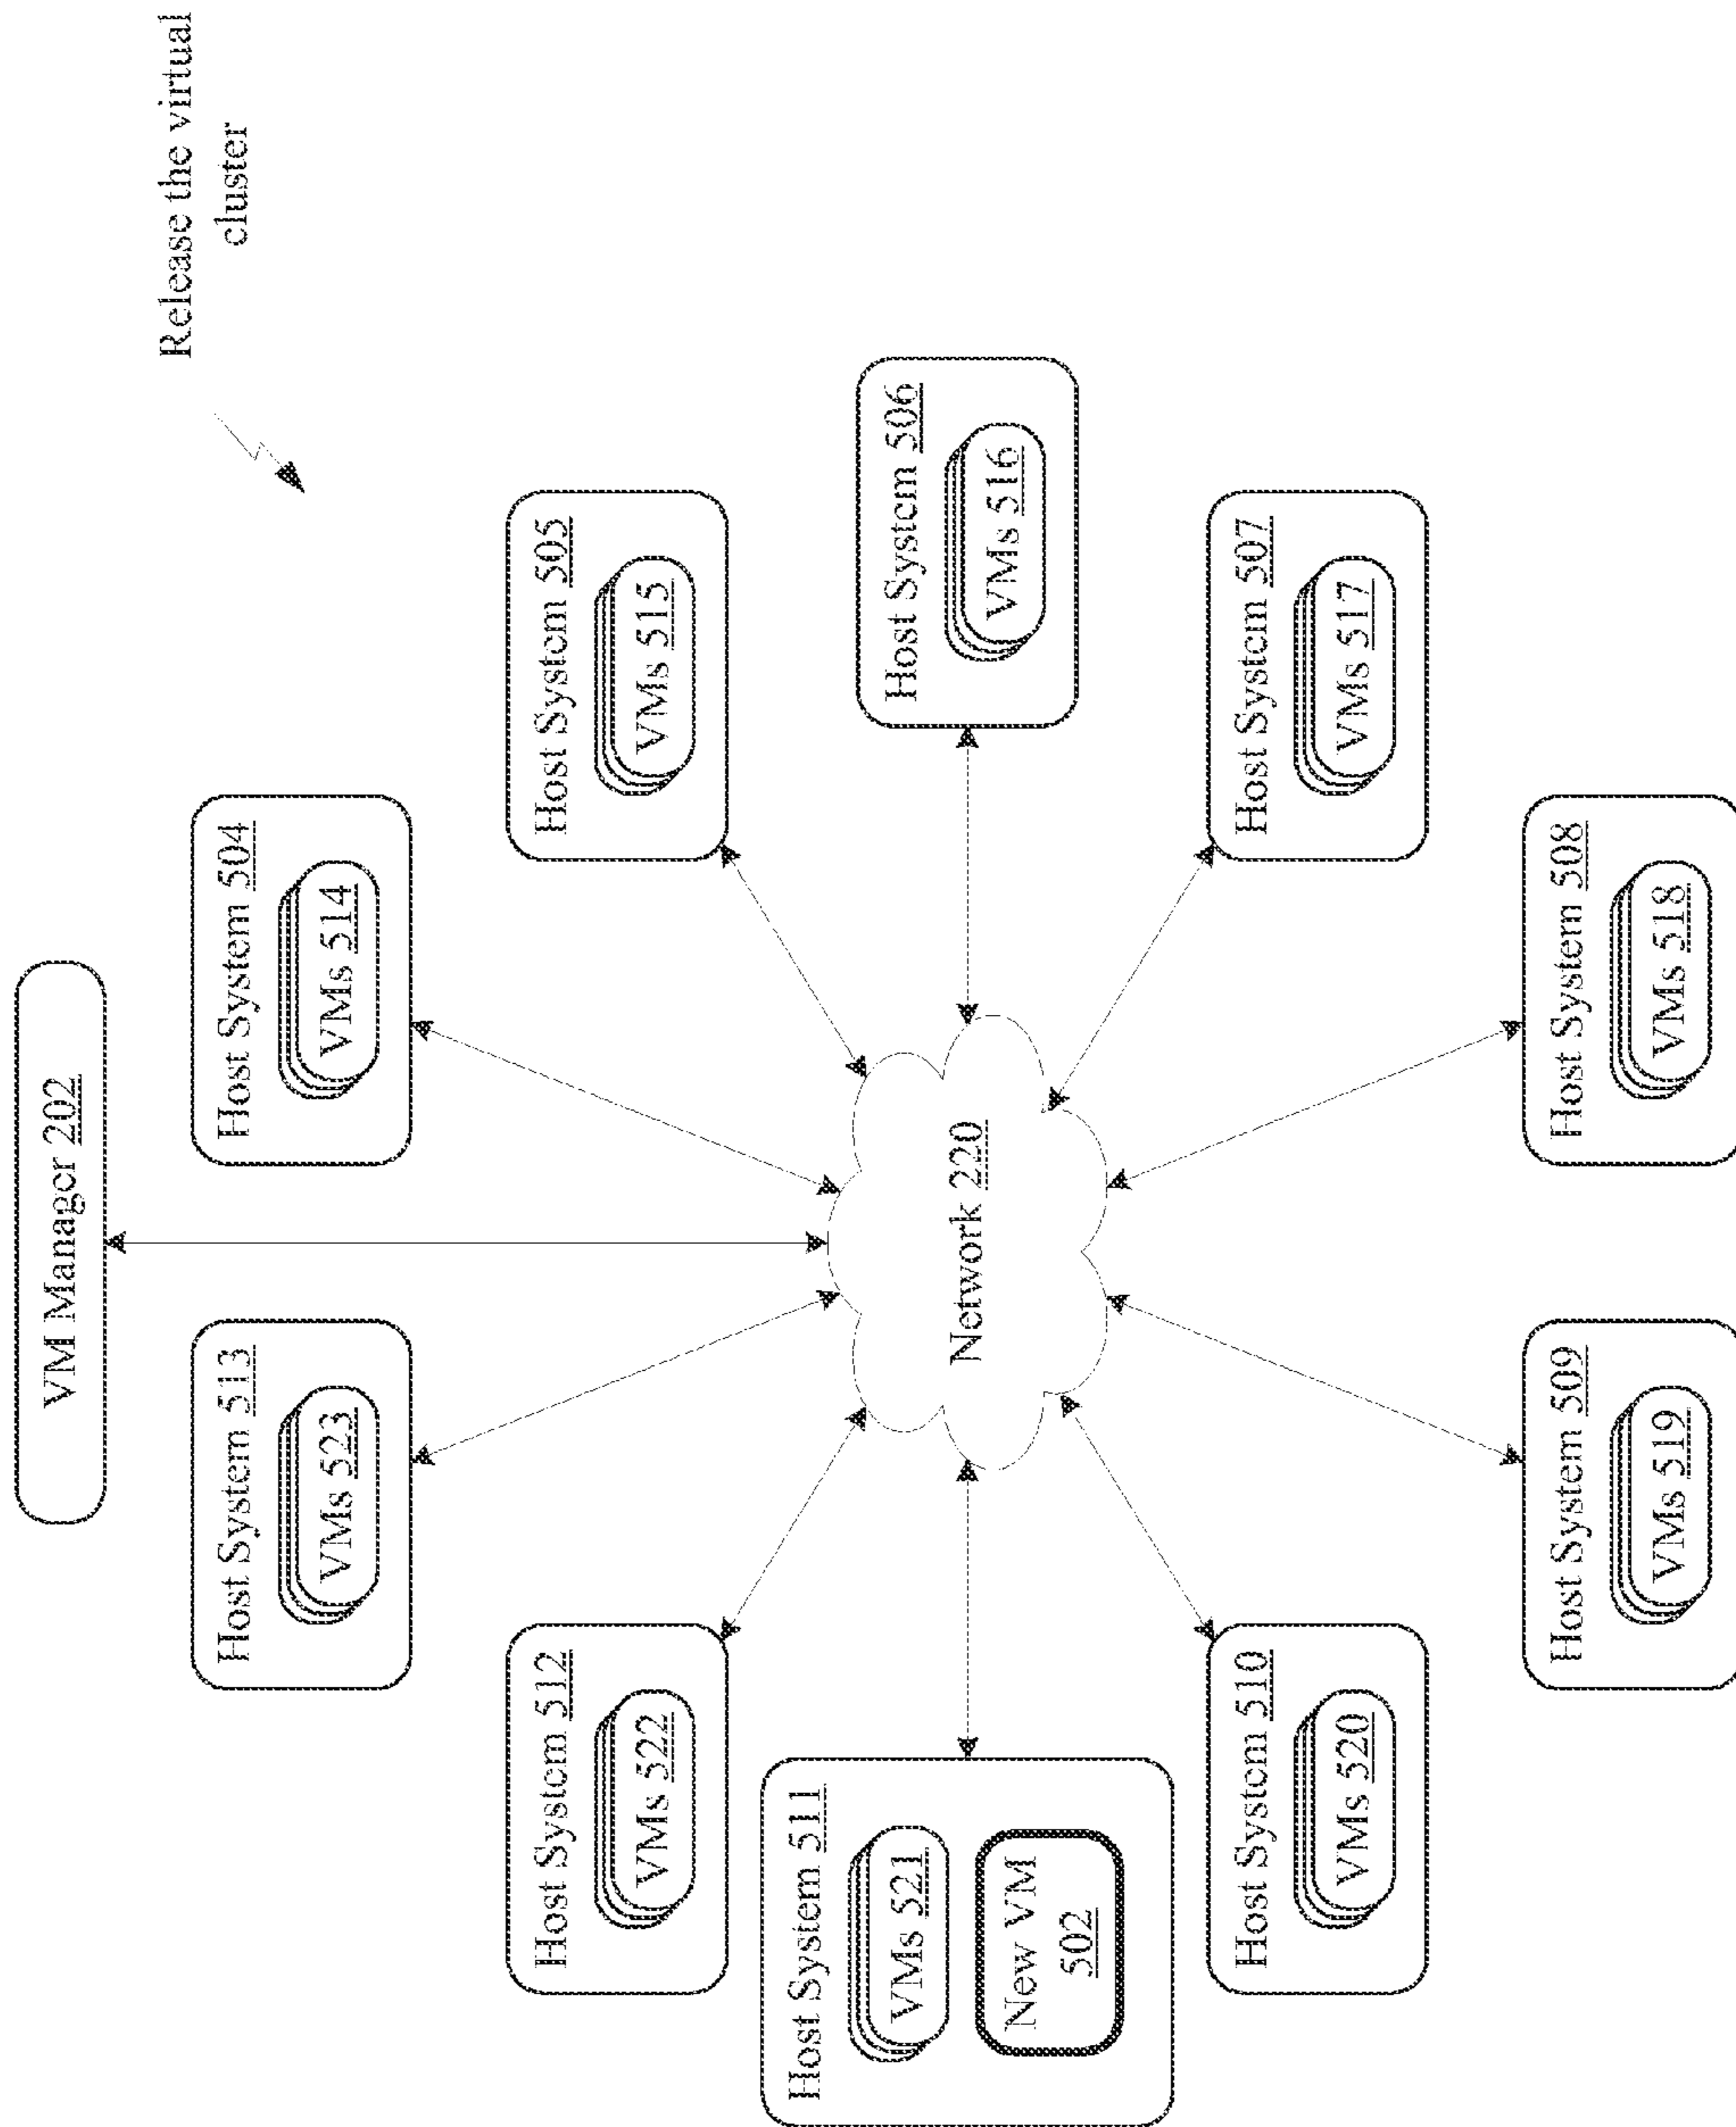 VM Manager 202
Release the virtual
cluster
Host System 513
VMs 523
Host System 504
VMs 514
Host System 512
VMs 522
Host System 505
VMs 515
Host System 511
VMs 521
New VM
502
Network 220
Host System 506
VMs 516
Host System 510
VMs 520
Host System 507
VMs 517
Host System 509
VMs 519
Host System 508
VMs 518